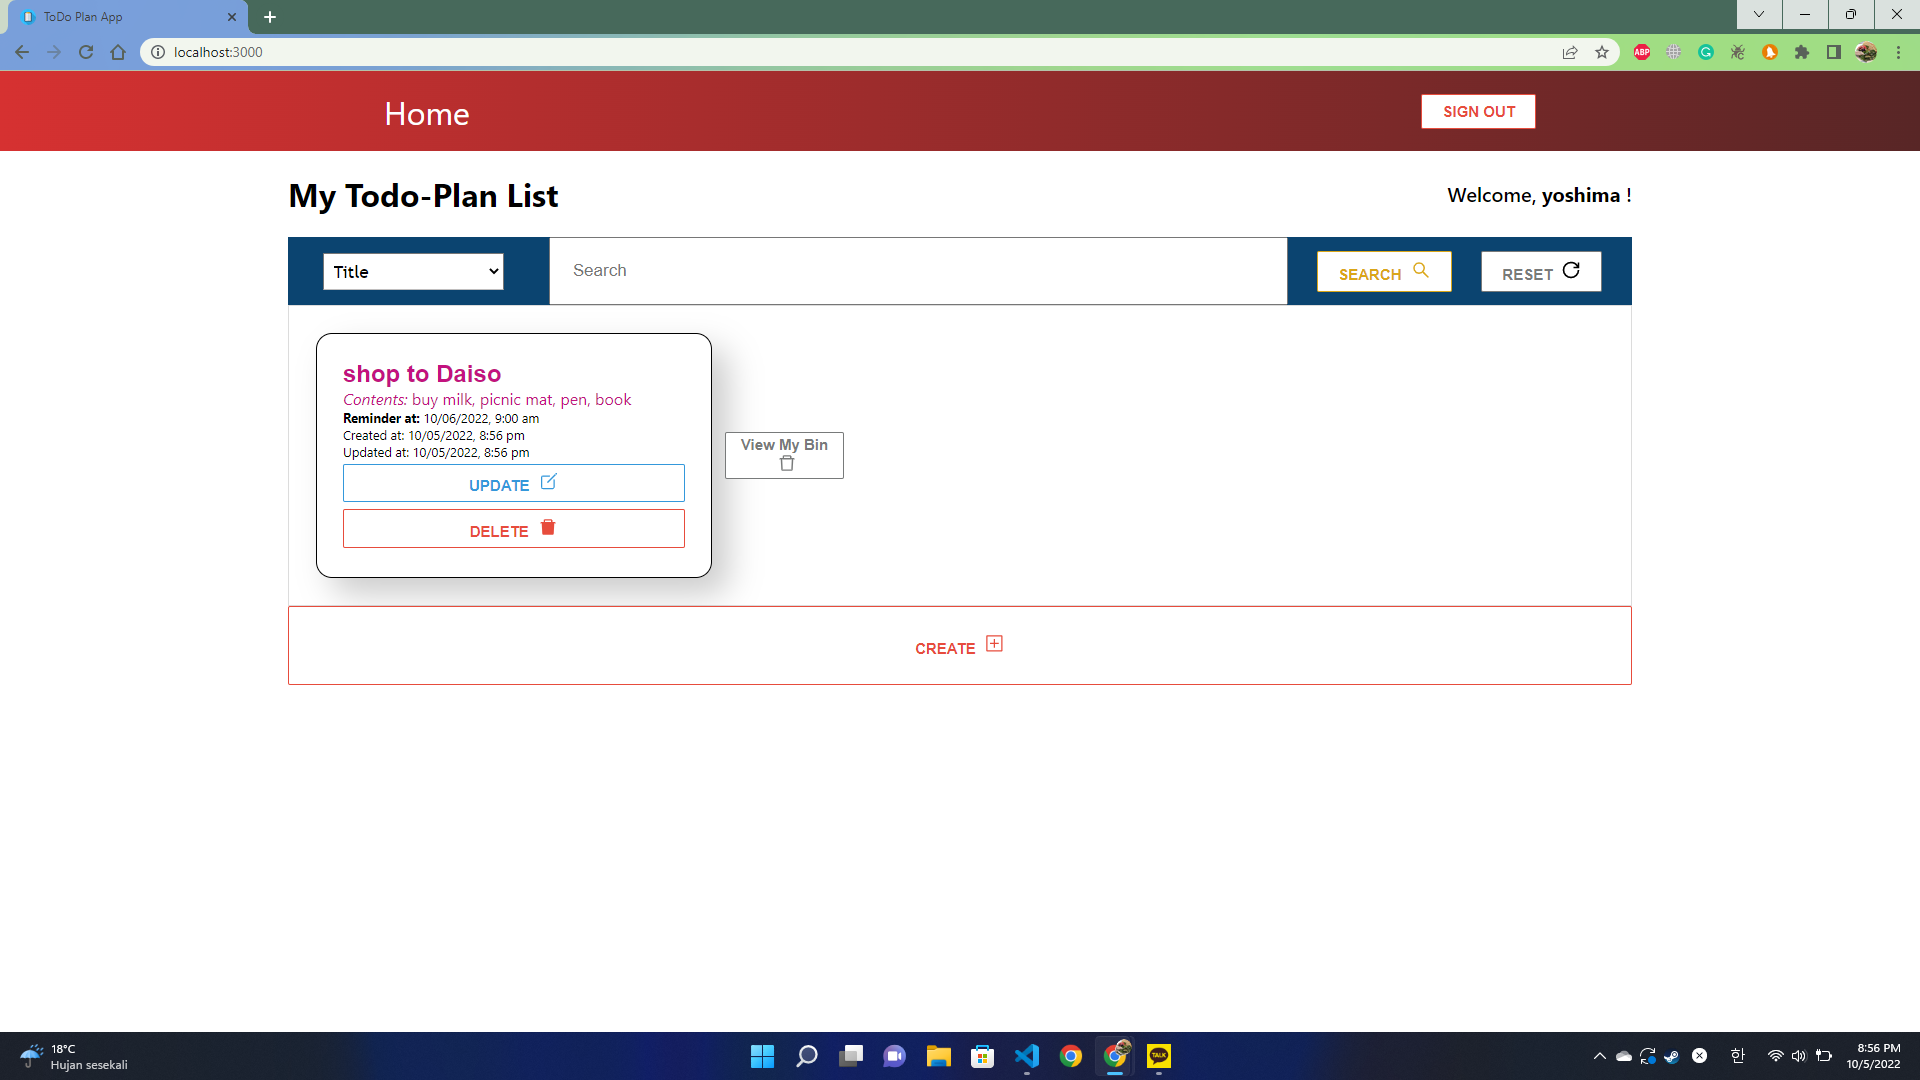 ToDo Plan App
localhost:3000
ABP
Home
SIGN OUT
My Todo-Plan List
Welcome, yoshima !
Title
Search
SEARCH
RESET
shop to Daiso
Contents: buy milk, picnic mat, pen, book
Reminder at: 10/06/2022, 9:00 am
Created at: 10/05/2022, 8:56 pm
Updated at: 10/05/2022, 8:56 pm
UPDATE
DELETE
View My Bin
CREATE
18°C
Hujan sesekali
TALK
한
8:56 PM
10/5/2022